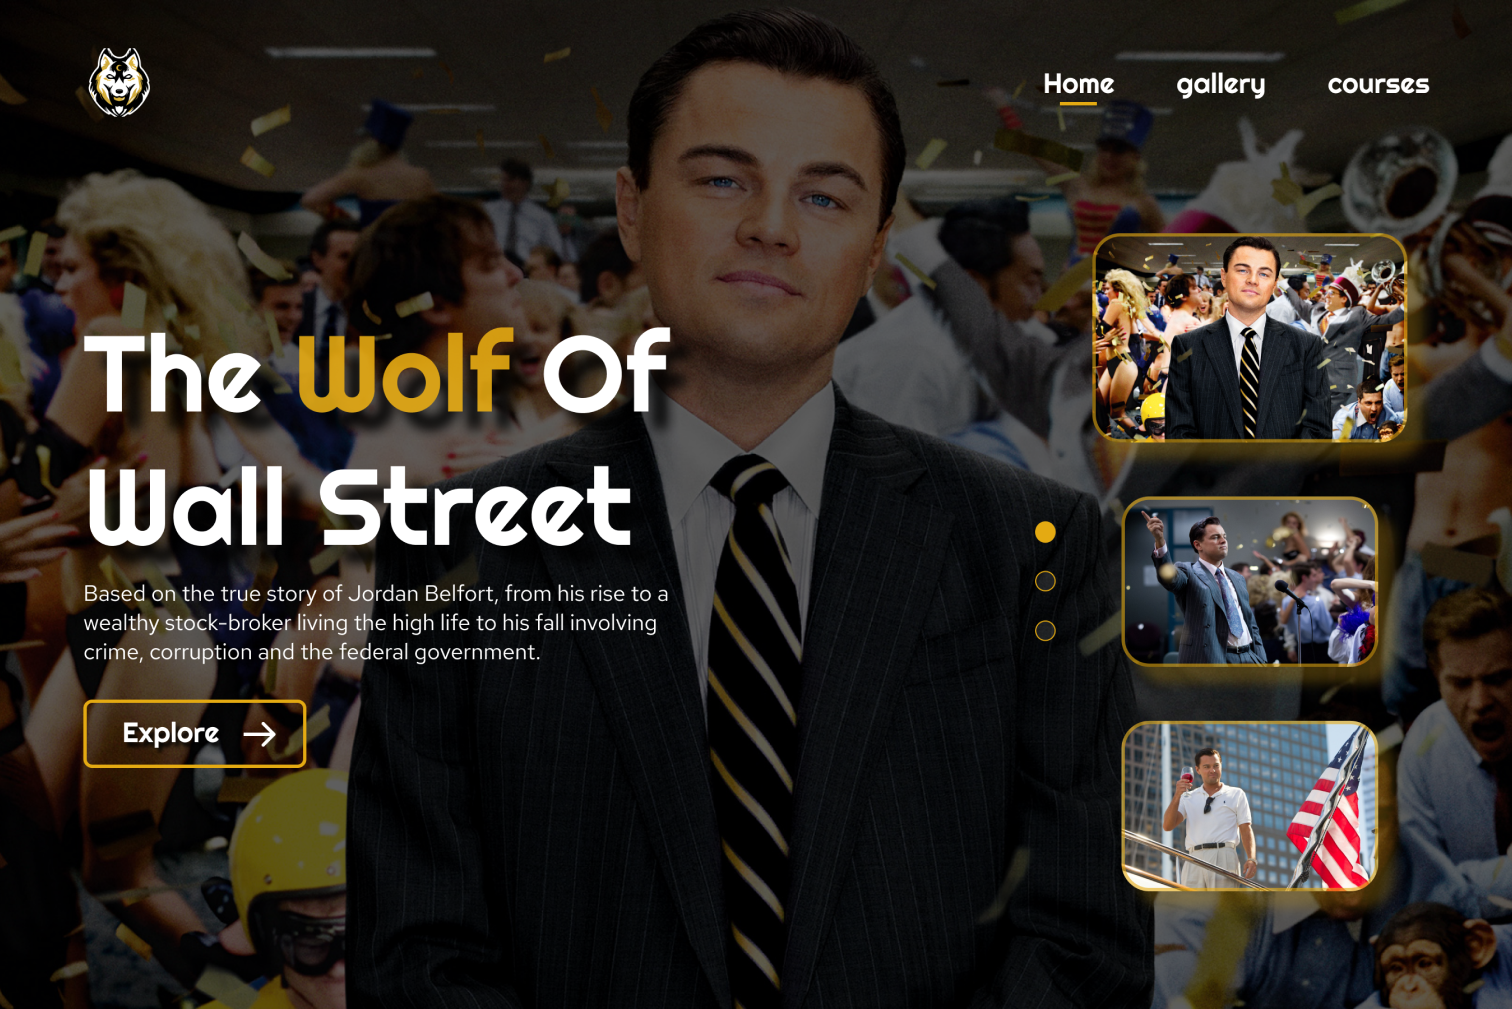 Home gallery courses
The Wolf Of
Wall Street
Based on the true story of Jordan Belfort, from his rise to a
wealthy stock-broker living the high life to his fall involving
crime, corruption and the federal government.
Explore